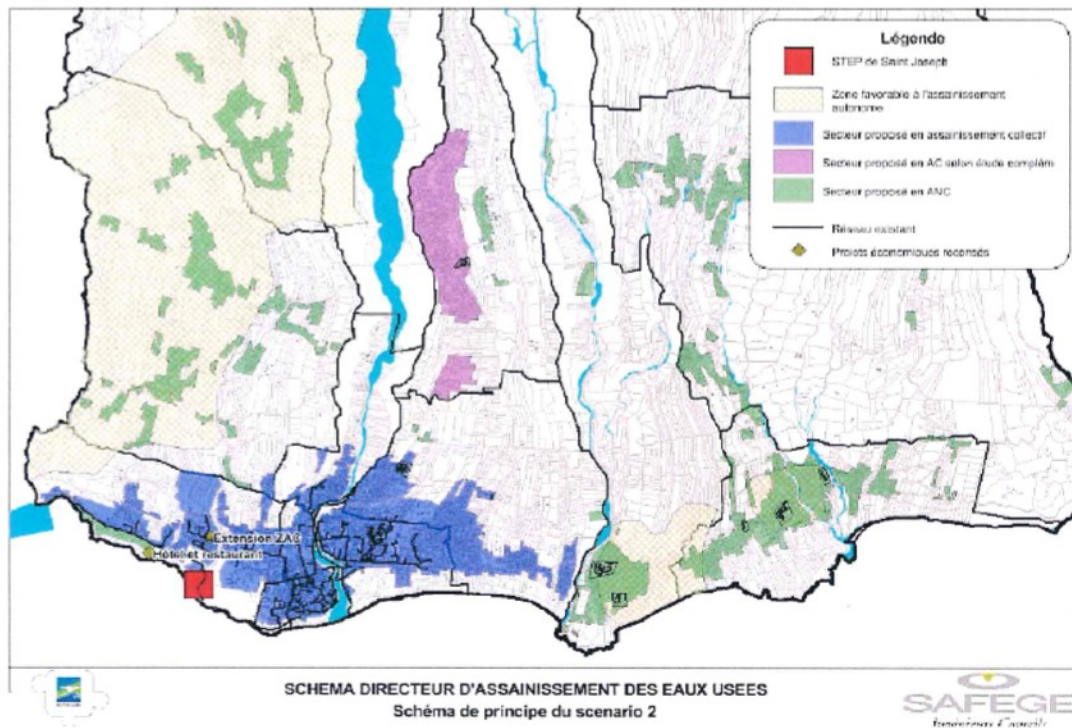 Légende
STEP de Saint Joseph
Zone favorable à l'assainissement
autonome
Secteur proposé en assainissement collectif
Secteur proposé en AC selon étude complém
Secteur proposé en ANC
Réseau existant
Projets économiques recensés
Extension ZAC
Hôtel et restaurant
SCHEMA DIRECTEUR D'ASSAINISSEMENT DES EAUX USEES
Schéma de principe du scenario 2
SAFEGE
Ingénieurs Conseils